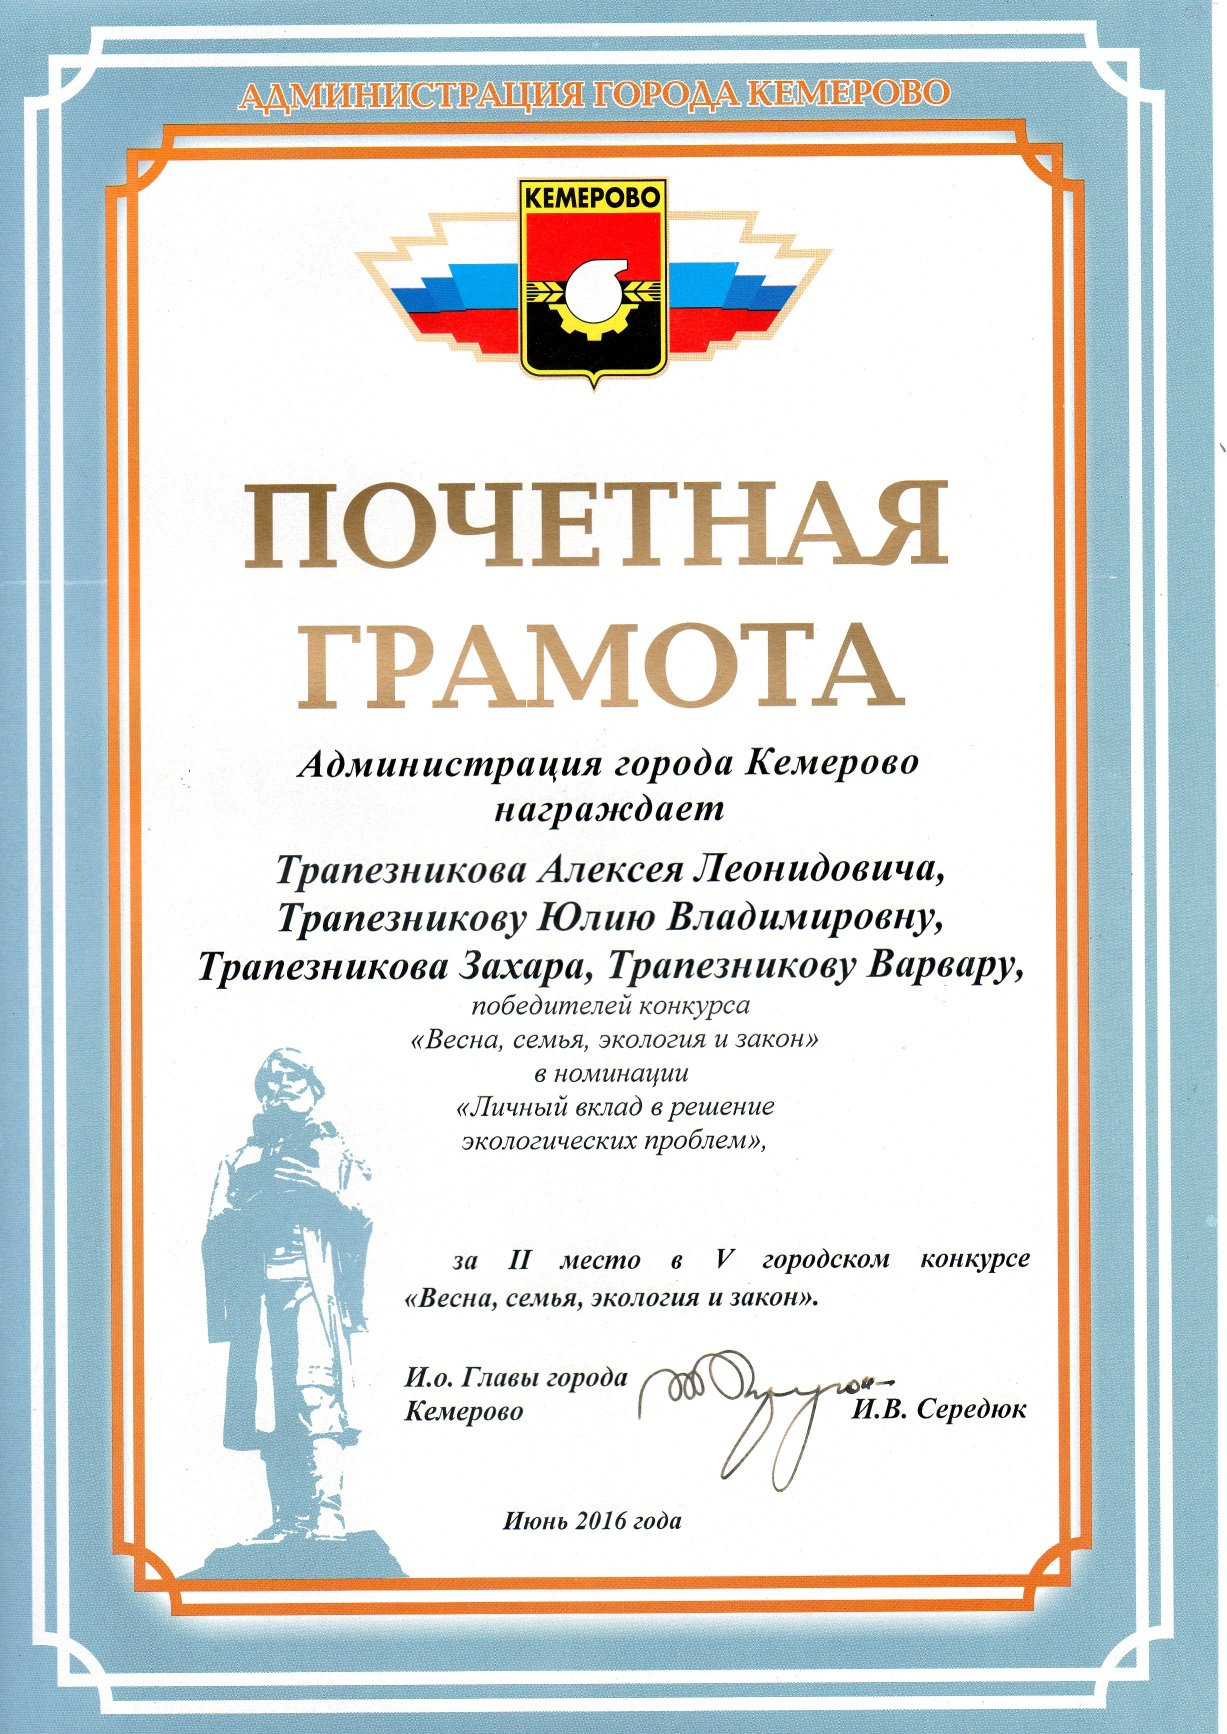 АДМИНИСТРАЦИЯ ГОРОДА КЕМЕРОВО
КЕМЕРОВО
ПОЧЕТНАЯ
ГРАМОТА
Администрация города Кемерово
награждает
Трапезникова Алексея Леонидовича,
Трапезникову Юлию Владимировну,
Трапезникова Захара, Трапезникову Варвару,
победителей конкурса
«Весна, семья, экология и закон»
в номинации
«Личный вклад в решение
экологических проблем»,
за II место в V городском конкурсе
«Весна, семья, экология и закон».
И.о. Главы города
Кемерово
И.В. Середюк
Июнь 2016 года